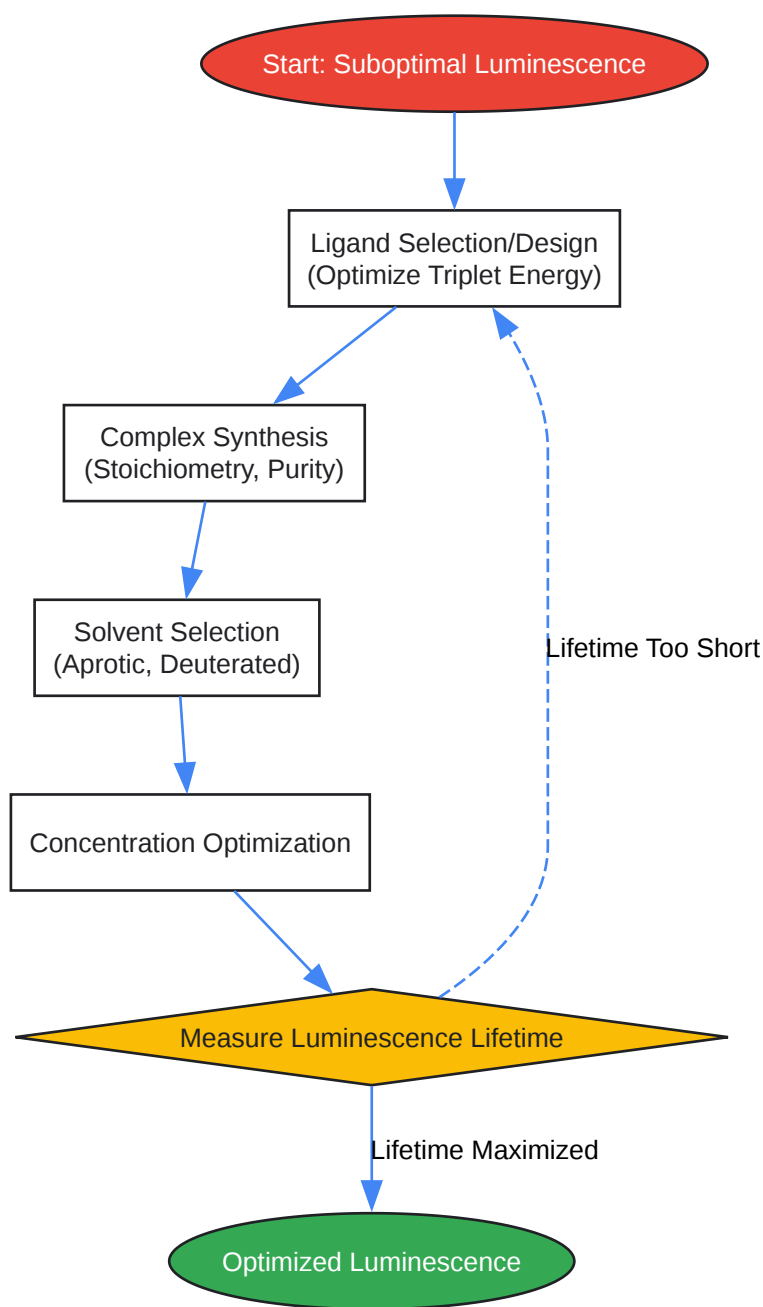 Start: Suboptimal Luminescence
Ligand Selection/Design
(Optimize Triplet Energy)
Complex Synthesis
(Stoichiometry, Purity)
Solvent Selection
(Aprotic, Deuterated)
Lifetime Too Short
Concentration Optimization
Measure Luminescence Lifetime
Lifetime Maximized
Optimized Luminescence